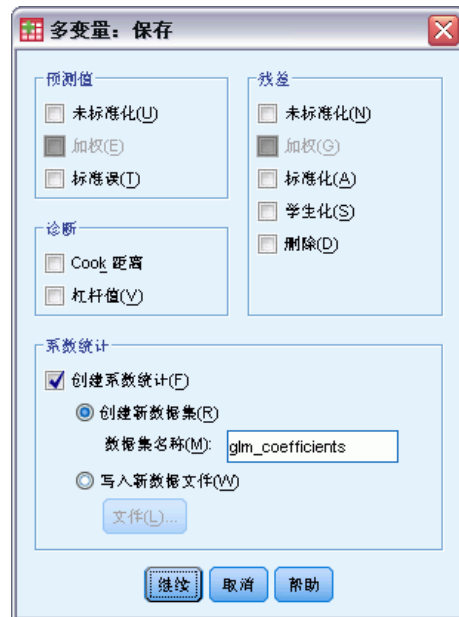 多变量：保存
预测值
未标准化(U)
加权(E)
标准误(T)
诊断
Cook 距离
杠杆值(V)
残差
未标准化(N)
加权(G)
标准化(A)
学生化(S)
删除(D)
系数统计
创建系数统计(F)
创建新数据集(R)
数据集名称(M):
glm_coefficients
写入新数据文件(W)
文件(L)...
继续
取消
帮助